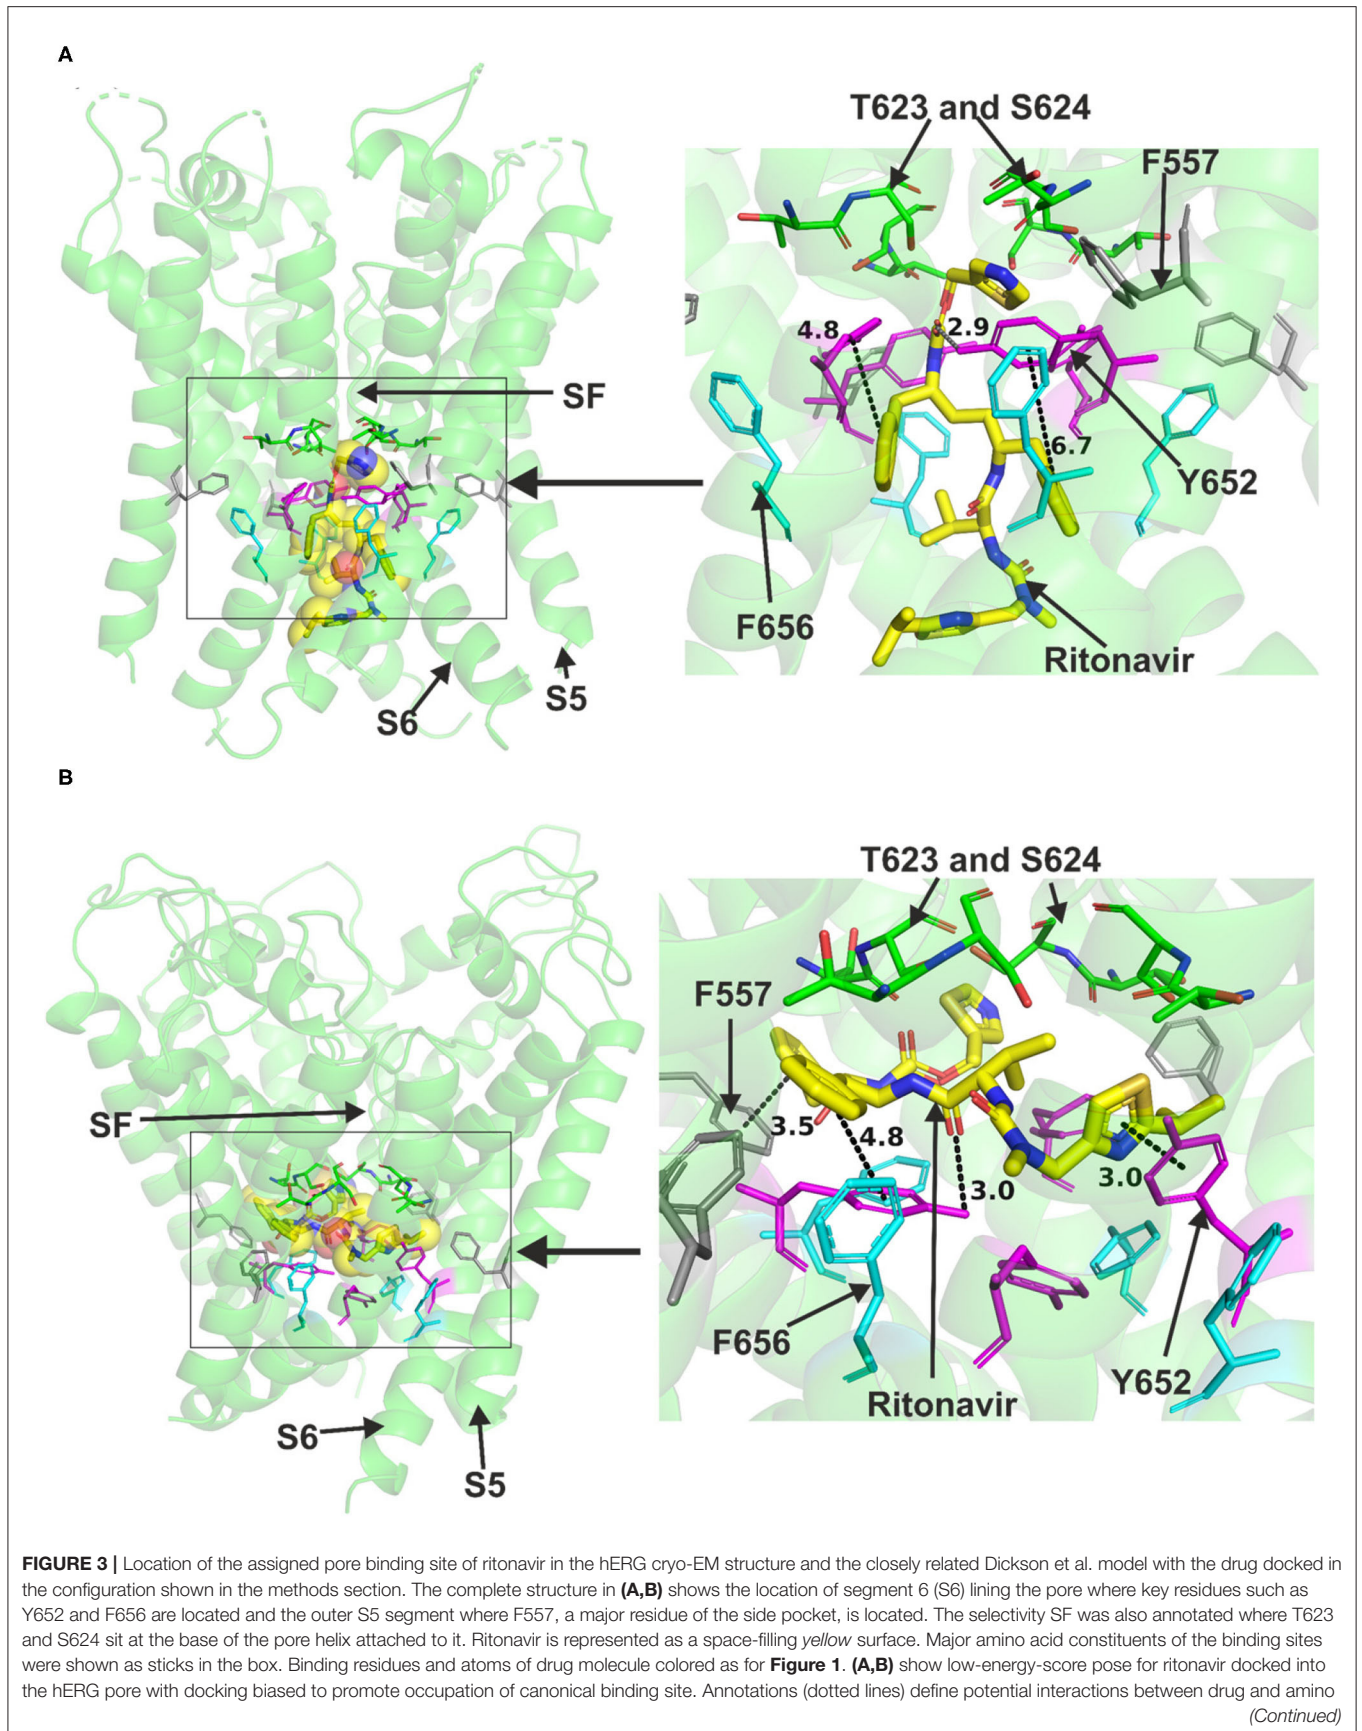 A
T623 and S624
F557
4.8
2.9
SF
6.7
Y652
F656
Ritonavir
S5
S6
B
T623 and S624
F557
3.5
4.8
SF
3.0
3.0
F656
Y652
Ritonavir
S6
S5
FIGURE 3 | Location of the assigned pore binding site of ritonavir in the hERG cryo-EM structure and the closely related Dickson et al. model with the drug docked in
the configuration shown in the methods section. The complete structure in (A,B) shows the location of segment 6 (S6) lining the pore where key residues such as
Y652 and F656 are located and the outer S5 segment where F557, a major residue of the side pocket, is located. The selectivity SF was also annotated where T623
and S624 sit at the base of the pore helix attached to it. Ritonavir is represented as a space-filling yellow surface. Major amino acid constituents of the binding sites
were shown as sticks in the box. Binding residues and atoms of drug molecule colored as for Figure 1. (A,B) show low-energy-score pose for ritonavir docked into
the hERG pore with docking biased to promote occupation of canonical binding site. Annotations (dotted lines) define potential interactions between drug and amino
(Continued)